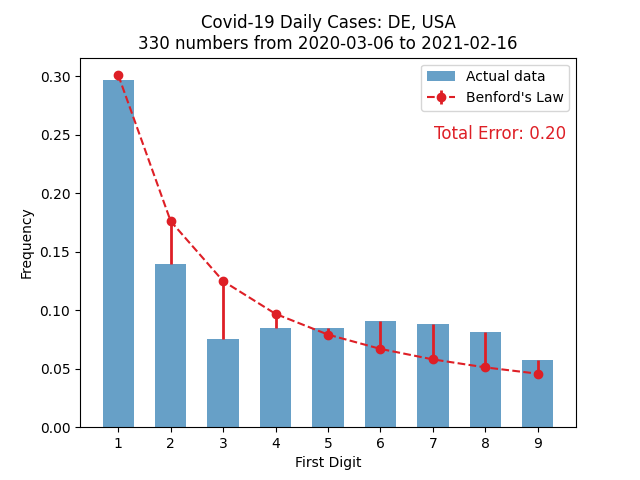 Covid-19 Daily Cases: DE, USA
330 numbers from 2020-03-06 to 2021-02-16
Actual data
Benford's Law
Total Error: 0.20
Frequency
0.30
0.25
0.20
0.15
0.10
0.05
0.00
1 2 3 4 5 6 7 8 9
First Digit